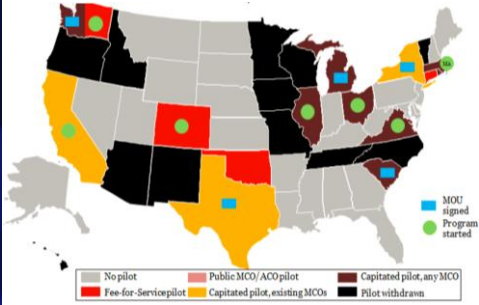 MOU
signed
Program
started
No pilot
Public MCO/ACO pilot
Capitated pilot, any MCO
Fee-for-Service pilot
Capitated pilot, existing MCOs
Pilot withdrawn